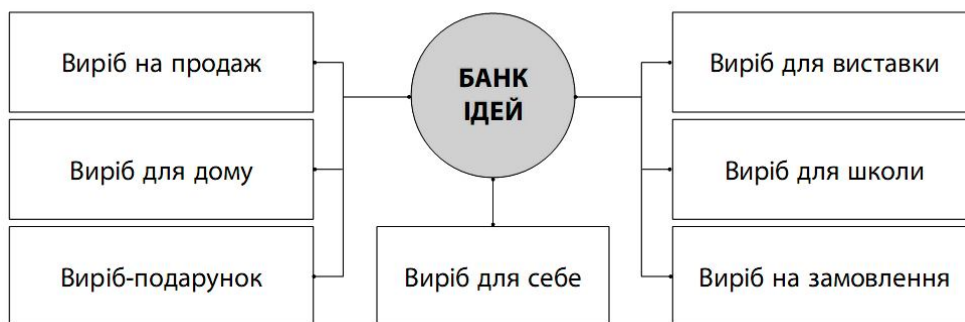 Виріб на продаж
БАНК
ІДЕЙ
Виріб для виставки
Виріб для дому
Виріб для школи
Виріб-подарунок
Виріб для себе
Виріб на замовлення